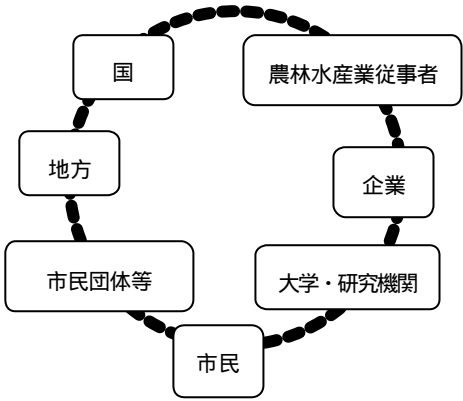 国
農林水産業従事者
地方
企業
市民団体等
大学・研究機関
市民